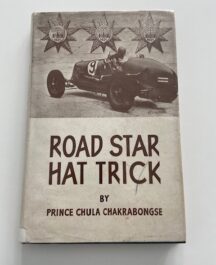 ROAD STAR
HAT TRICK
BY
PRINCE CHULA CHAKRABONGSE